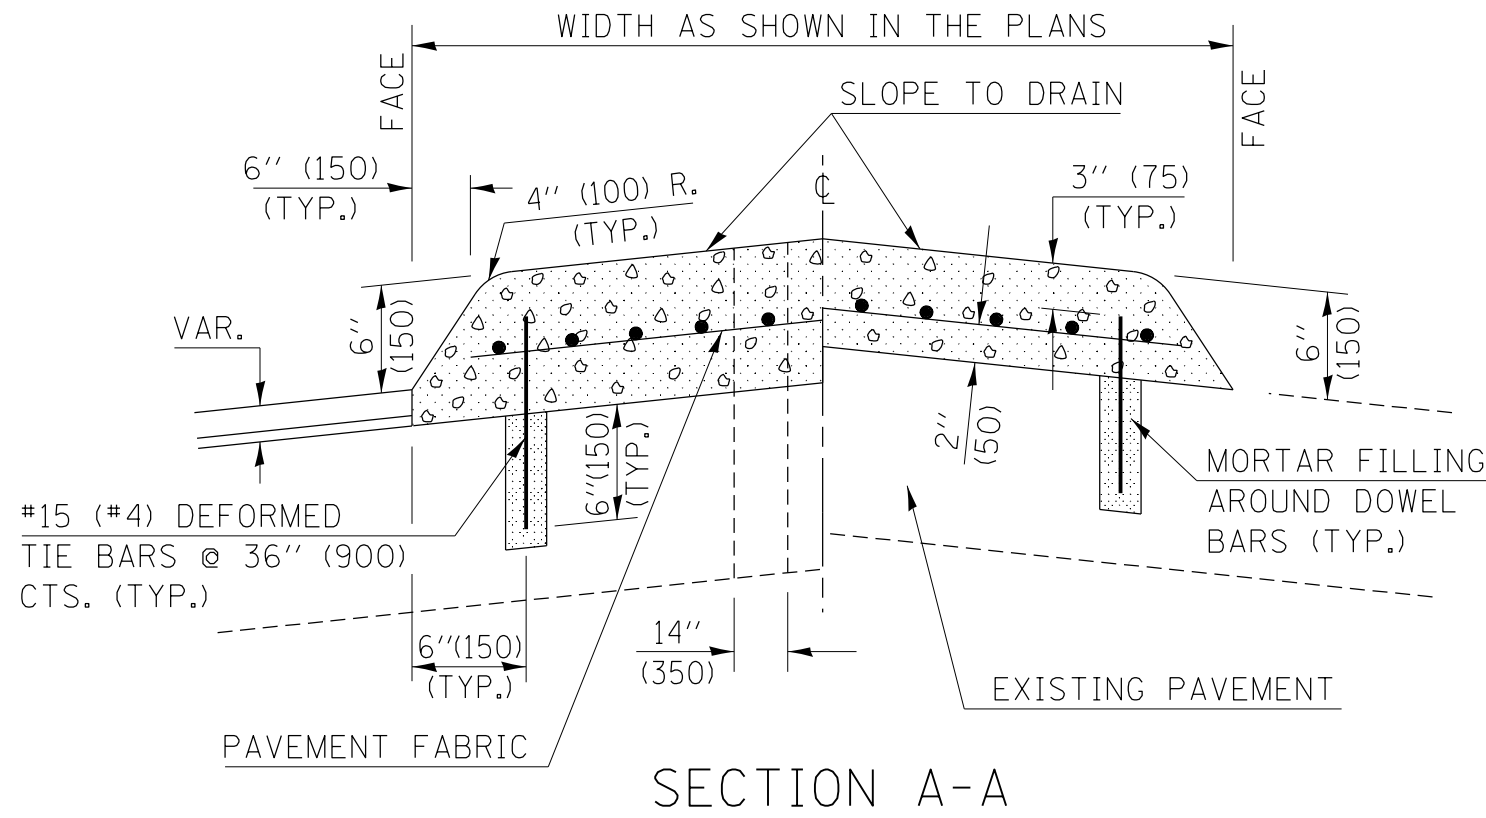 WIDTH AS SHOWN IN THE PLANS
FACE
FACE
SLOPE TO DRAIN
6'' (150)
(TYP.)
4'' (100) R.
(TYP.)
℄
3'' (75)
(TYP.)
VAR.
6''
(150)
6''
(150)
6''(150)
(TYP.)
2''
(50)
MORTAR FILLING
AROUND DOWEL
BARS (TYP.)
#15 (#4) DEFORMED
TIE BARS @ 36'' (900)
CTS. (TYP.)
6''(150)
(TYP.)
14''
(350)
EXISTING PAVEMENT
PAVEMENT FABRIC
SECTION A-A